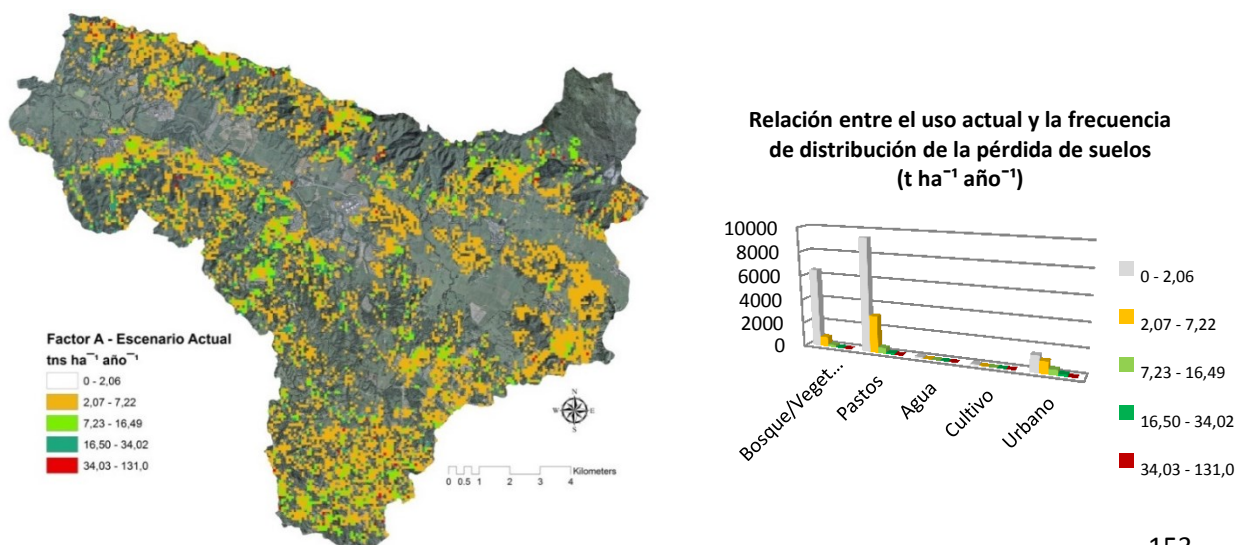 Relación entre el uso actual y la frecuencia
de distribución de la pérdida de suelos
(t ha⁻¹ año⁻¹)
10000
8000
6000
4000
2000
0
Bosque/Veget…
Pastos
Agua
Cultivo
Urbano
0 - 2,06
2,07 - 7,22
7,23 - 16,49
16,50 - 34,02
34,03 - 131,0
Factor A - Escenario Actual
tns ha⁻¹ año⁻¹
0 - 2,06
2,07 - 7,22
7,23 - 16,49
16,50 - 34,02
34,03 - 131,0
N
W E
S
Kilometers
0 0.5 1 2 3 4